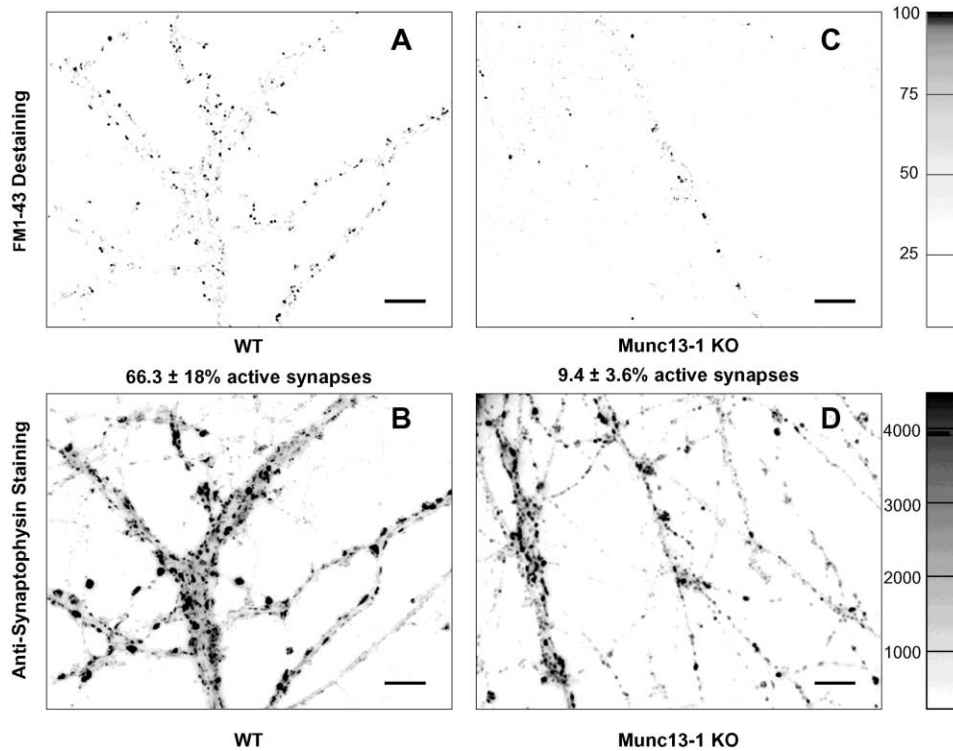 A
C
FM1-43 Destaining
100
75
50
25
WT
Munc13-1 KO
66.3 ± 18% active synapses
9.4 ± 3.6% active synapses
B
D
Anti-Synaptophysin Staining
4000
3000
2000
1000
WT
Munc13-1 KO